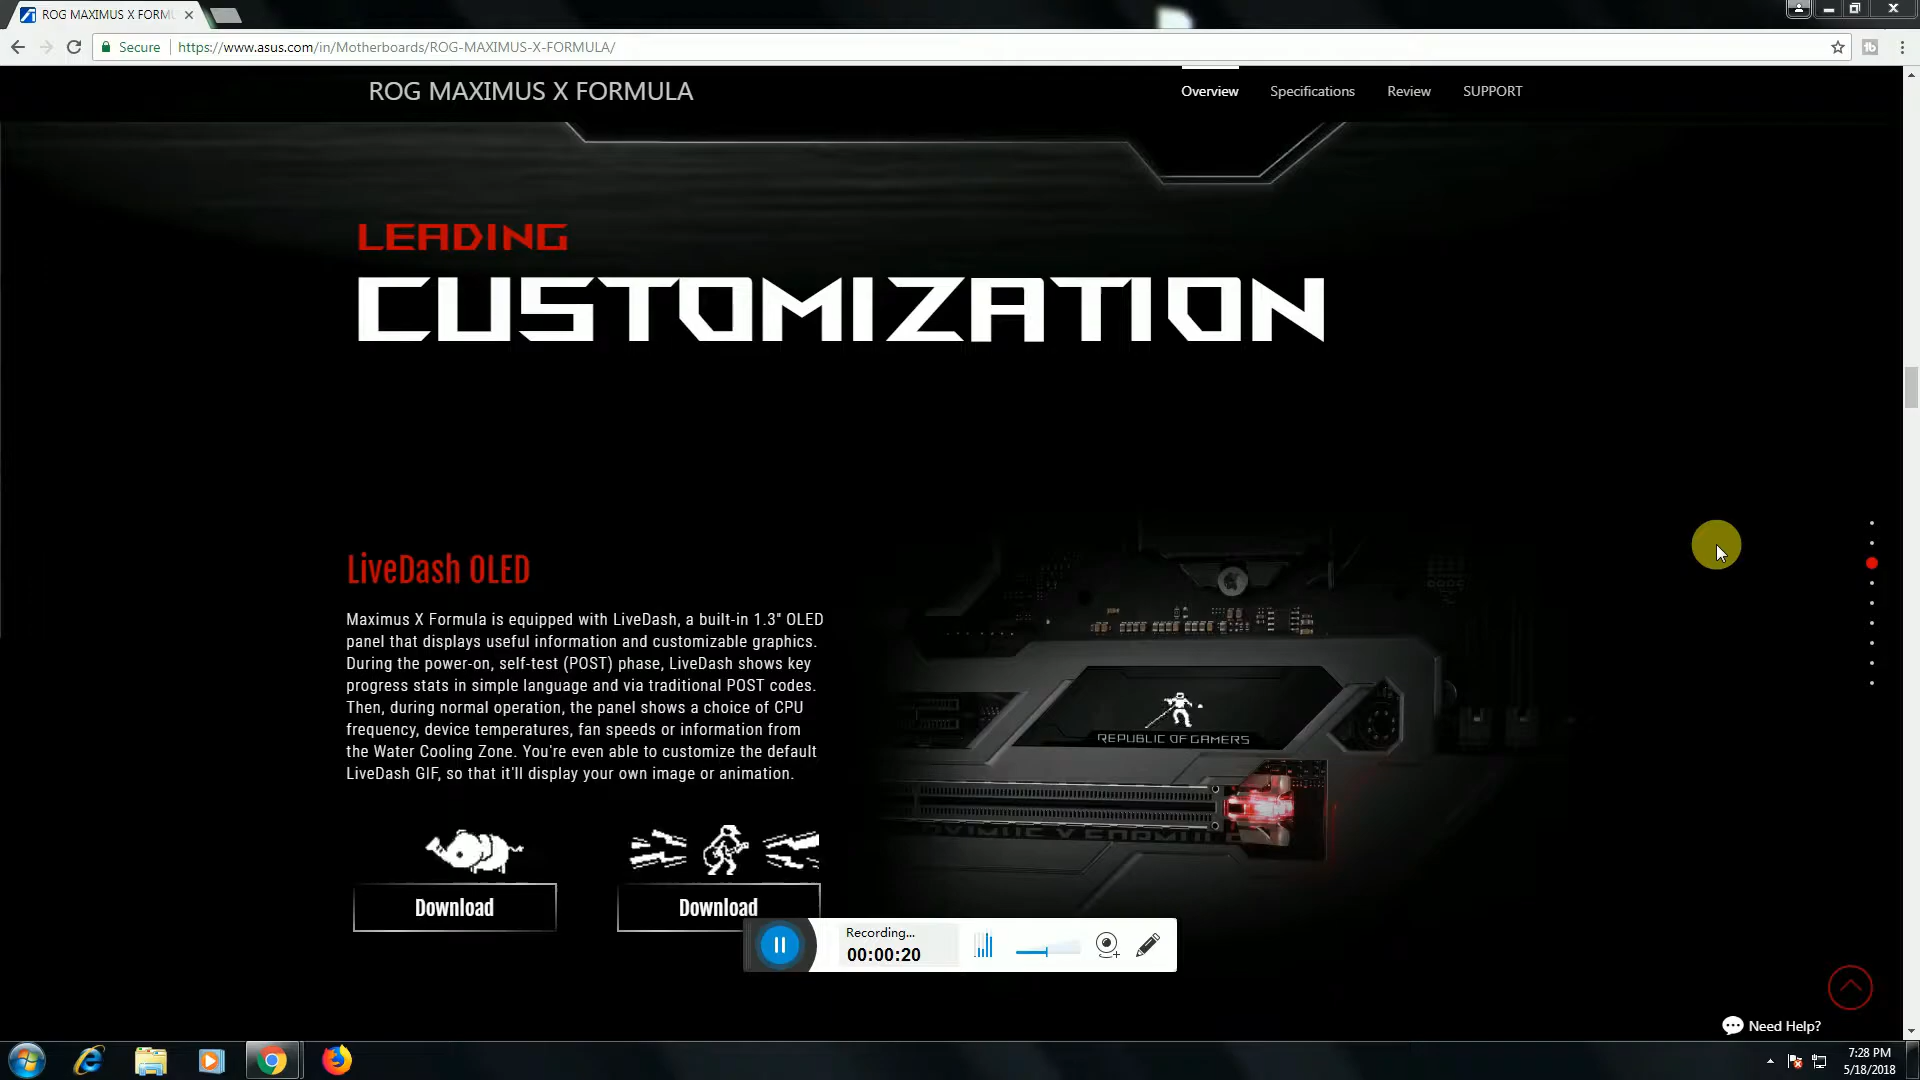 ROG MAXIMUS X FORMU
Secure
https://www.asus.com/in/Motherboards/ROG-MAXIMUS-X-FORMULA/
ROG MAXIMUS X FORMULA
Overview
Specifications
Review
SUPPORT
LEADING
CUSTOMIZATION
LiveDash OLED
Maximus X Formula is equipped with LiveDash, a built-in 1.3" OLED
panel that displays useful information and customizable graphics.
During the power-on, self-test (POST) phase, LiveDash shows key
progress stats in simple language and via traditional POST codes.
Then, during normal operation, the panel shows a choice of CPU
frequency, device temperatures, fan speeds or information from
the Water Cooling Zone. You're even able to customize the default
LiveDash GIF, so that it'll display your own image or animation.
REPUBLIC OF GAMERS
Download
Download
Recording...
00:00:20
Need Help?
7:28 PM
5/18/2018